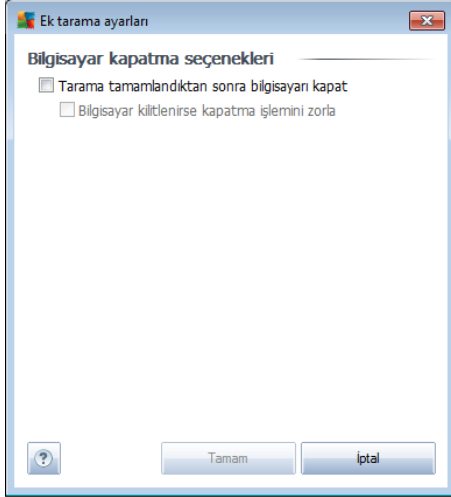 Ek tarama ayarları
Bilgisayar kapatma seçenekleri
Tarama tamamlandıktan sonra bilgisayarı kapat
Bilgisayar kilitlenirse kapatma işlemini zorla
?
Tamam
İptal